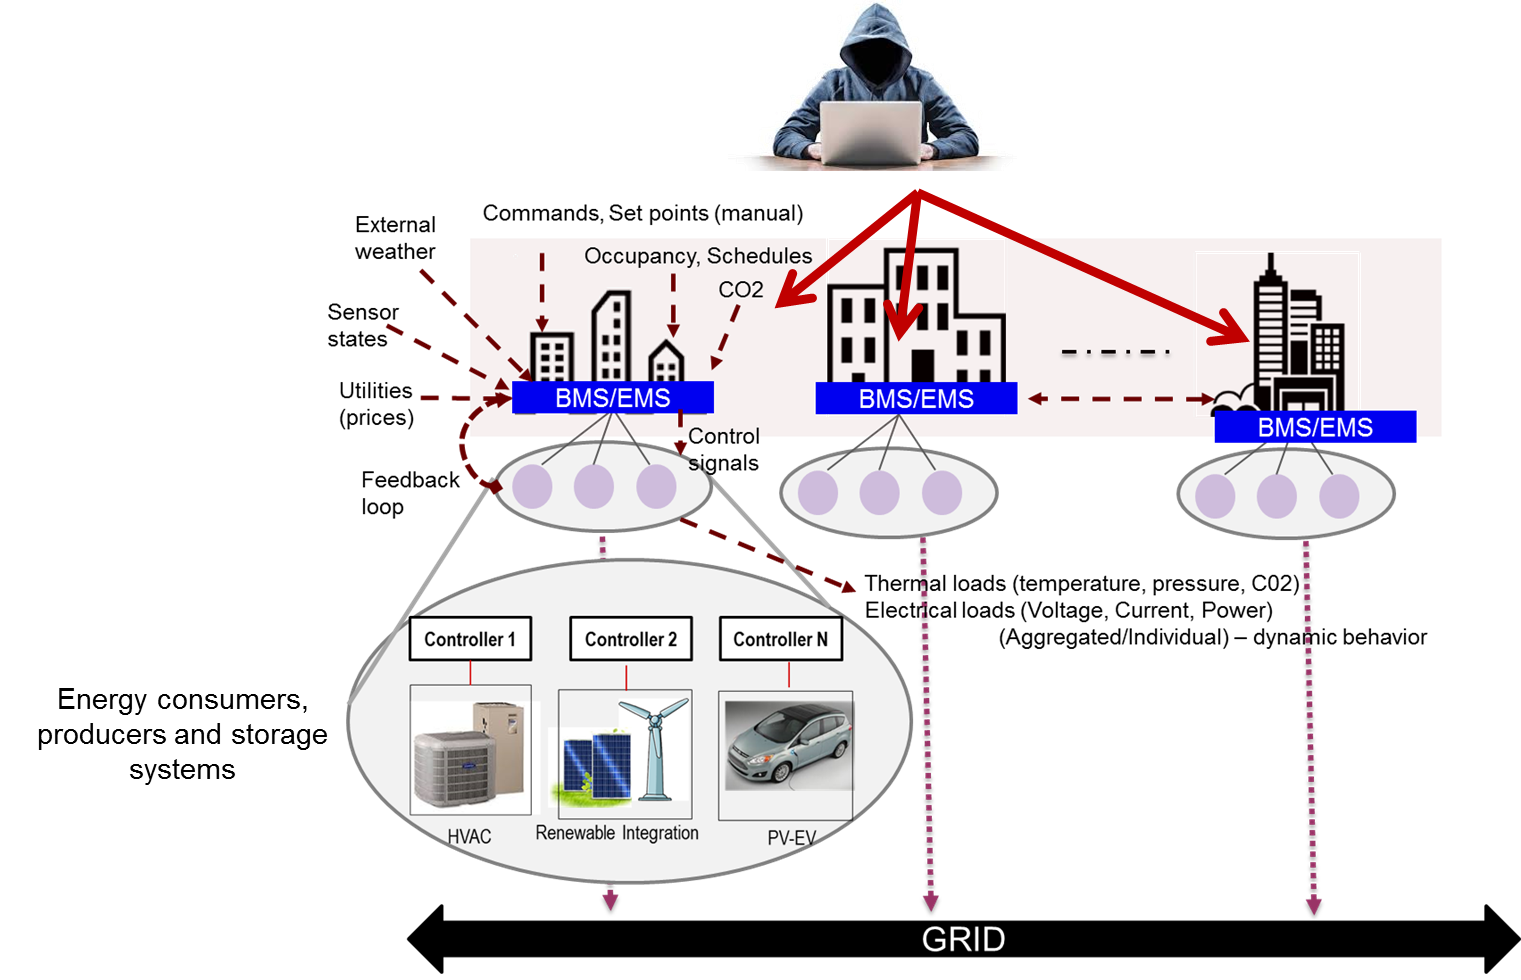 Commands, Set points (manual)
External
weather
Occupancy, Schedules
CO2
Sensor
states
Utilities
(prices)
BMS/EMS
BMS/EMS
BMS/EMS
Control
signals
Feedback
loop
Thermal loads (temperature, pressure, C02)
Electrical loads (Voltage, Current, Power)
(Aggregated/Individual) – dynamic behavior
Controller 1
Controller 2
Controller N
Energy consumers,
producers and storage
systems
HVAC
Renewable Integration
PV-EV
GRID